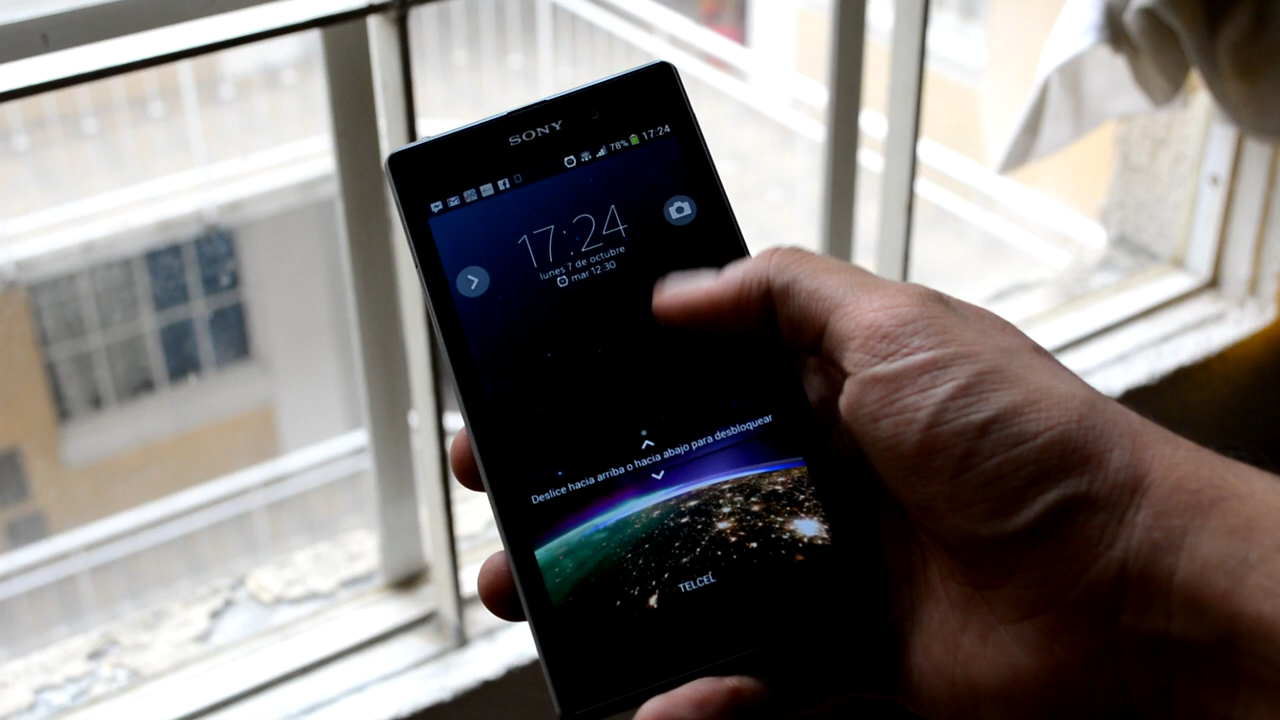 SONY
78% 17:24
17:24
lunes 7 de octubre
mar 12:30
Deslice hacia arriba o hacia abajo para desbloquear
TELCEL